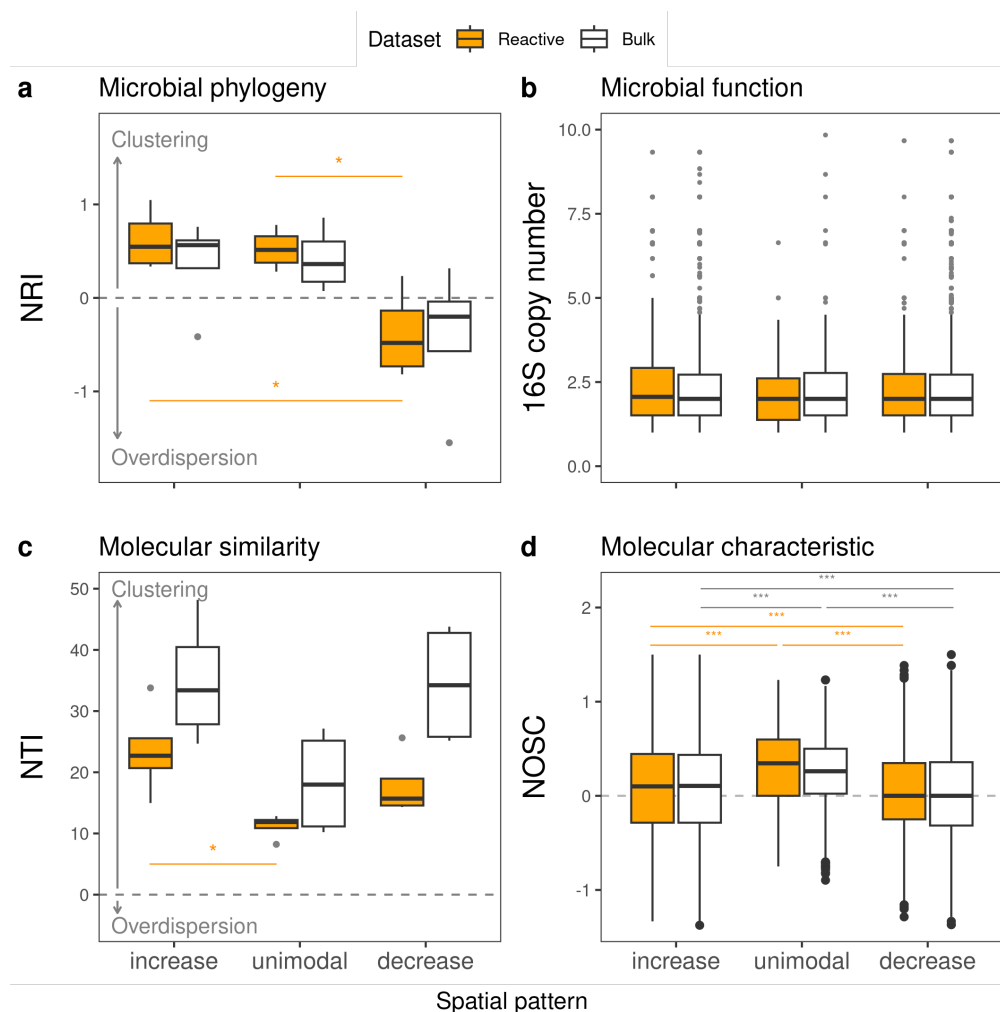 Dataset Reactive Bulk
a Microbial phylogeny
Clustering
*
1
0
-1
*
Overdispersion
NRI
b Microbial function
10.0
7.5
5.0
2.5
0.0
16S copy number
c Molecular similarity
50
Clustering
40
30
20
10
*
0
Overdispersion
NTI
increase unimodal decrease
d Molecular characteristic
***
2
*** ***
***
*** ***
1
0
-1
NOSC
increase unimodal decrease
Spatial pattern